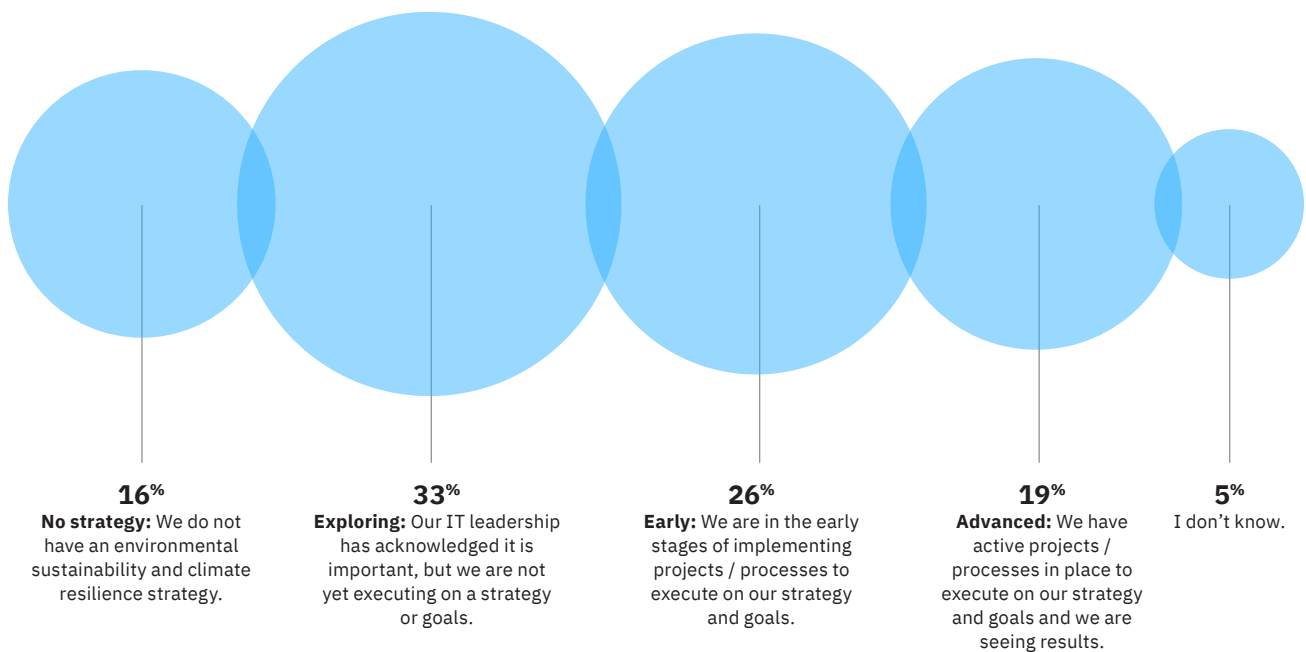 16%
No strategy: We do not
have an environmental
sustainability and climate
resilience strategy.
33%
Exploring: Our IT leadership
has acknowledged it is
important, but we are not
yet executing on a strategy
or goals.
26%
Early: We are in the early
stages of implementing
projects / processes to
execute on our strategy
and goals.
19%
Advanced: We have
active projects /
processes in place to
execute on our strategy
and goals and we are
seeing results.
5%
I don’t know.